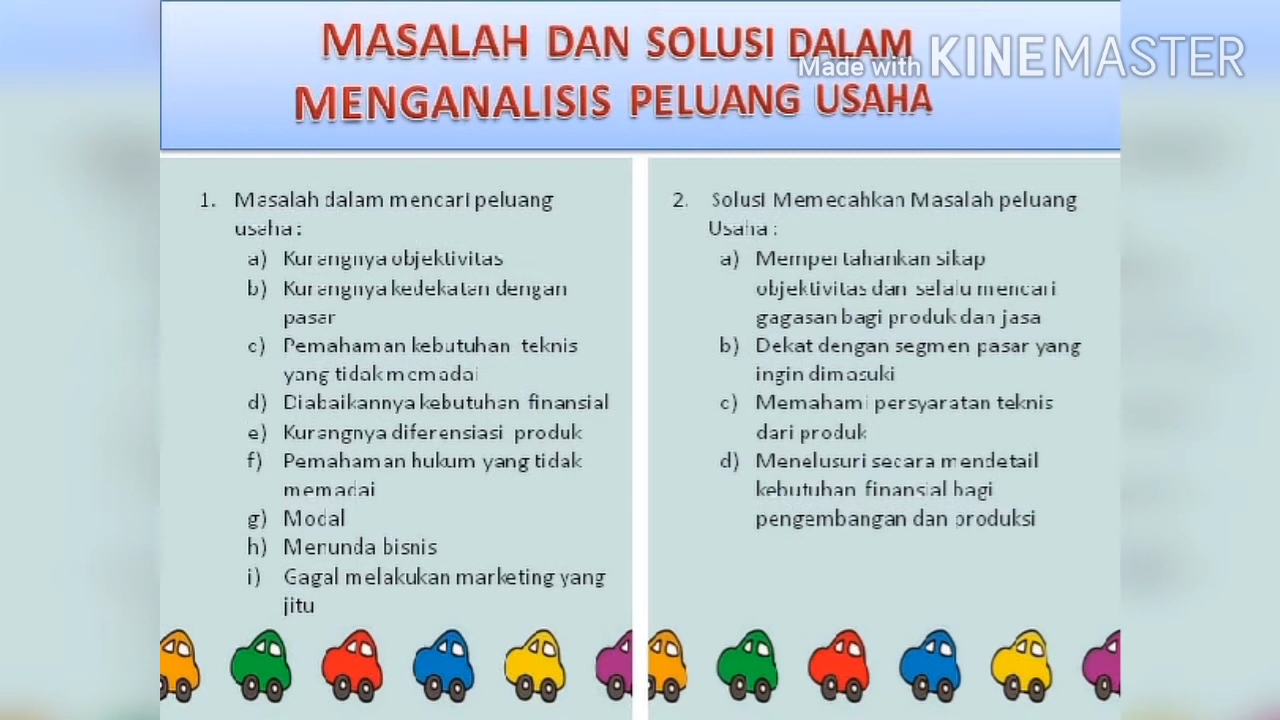 MASALAH DAN SOLUSI DALAM
Made with KINEMASTER
MENGANALISIS PELUANG USAHA
1. Masalah dalam mencari peluang
usaha :
a) Kurangnya objektivitas
b) Kurangnya kedekatan dengan
pasar
c) Pemahaman kebutuhan teknis
yang tidak memadai
d) Diabaikannya kebutuhan finansial
e) Kurangnya diferensiasi produk
f) Pemahaman hukum yang tidak
memadai
g) Modal
h) Menunda bisnis
i) Gagal melakukan marketing yang
jitu
2. Solusi Memecahkan Masalah peluang
Usaha :
a) Mempertahankan sikap
objektivitas dan selalu mencari
gagasan bagi produk dan jasa
b) Dekat dengan segmen pasar yang
ingin dimasuki
c) Memahami persyaratan teknis
dari produk
d) Menelusuri secara mendetail
kebutuhan finansial bagi
pengembangan dan produksi